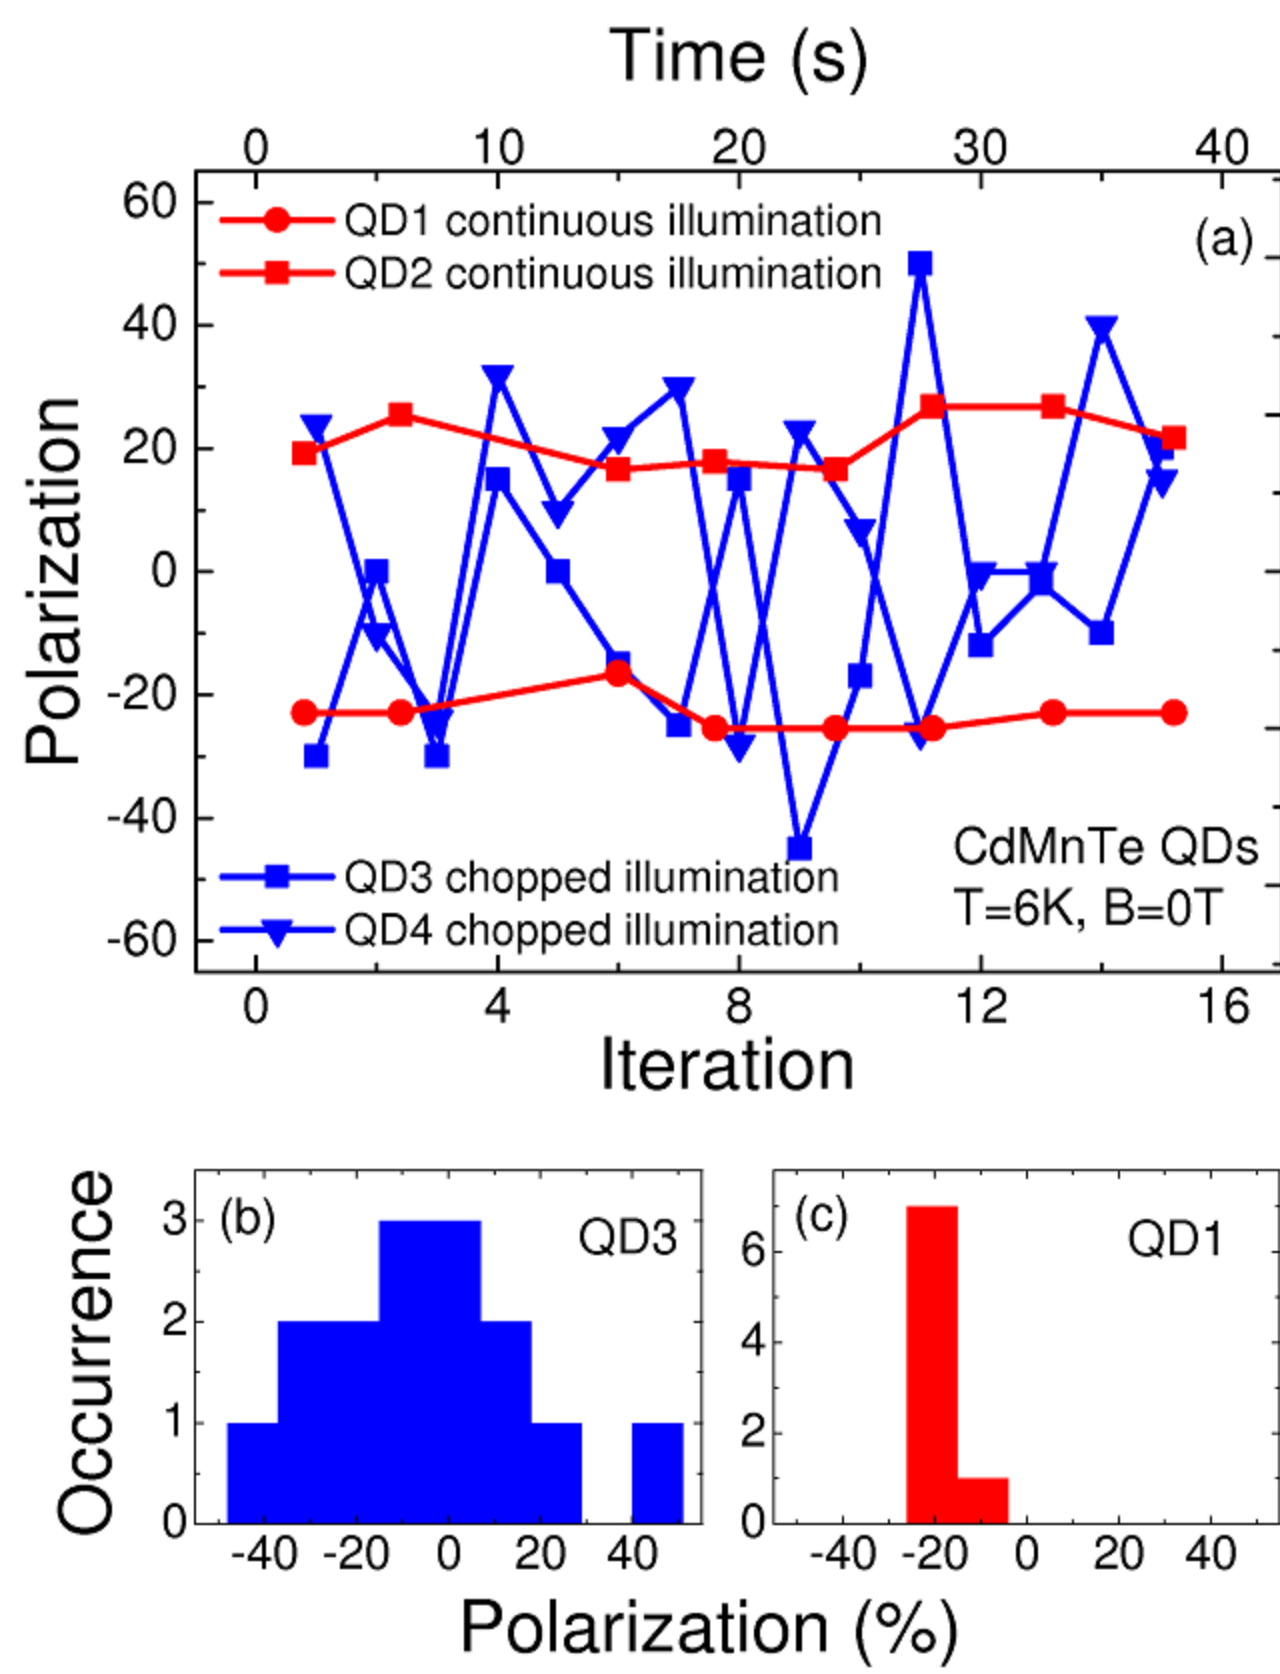 Time (s)
0 10 20 30 40
60
40
20
0
-20
-40
-60
Polarization
QD1 continuous illumination
QD2 continuous illumination
(a)
QD3 chopped illumination
QD4 chopped illumination
CdMnTe QDs
T=6K, B=0T
0 4 8 12 16
Iteration
Occurrence
3
2
1
0
(b)
QD3
-40 -20 0 20 40
6
4
2
0
(c)
QD1
-40 -20 0 20 40
Polarization (%)